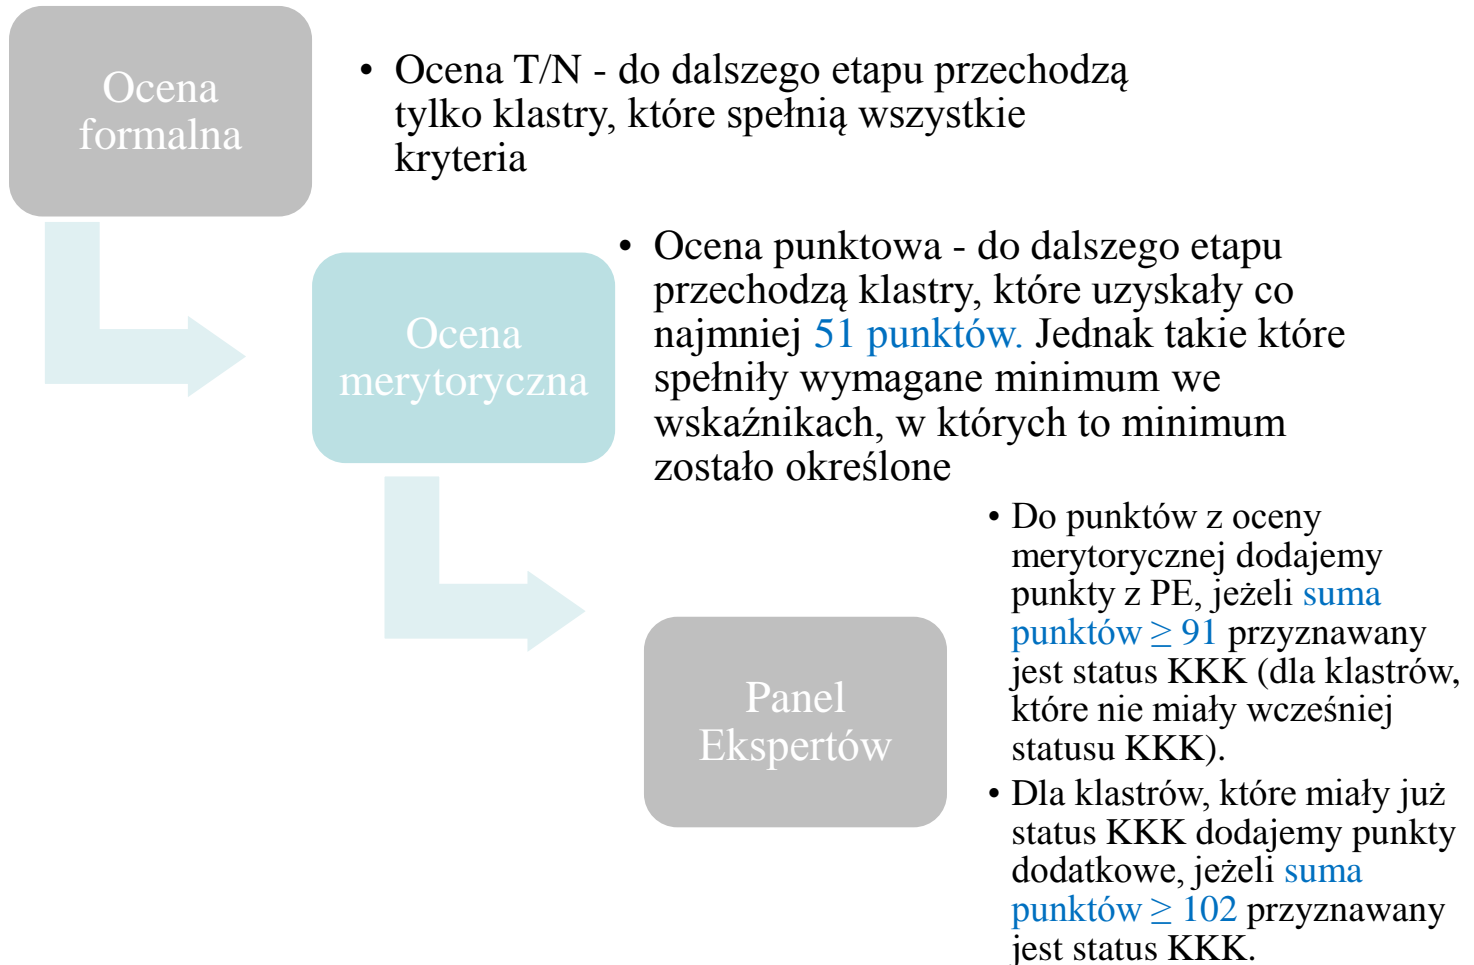 Ocena
formalna
• Ocena T/N - do dalszego etapu przechodzą
tylko klastry, które spełnią wszystkie
kryteria
Ocena
merytoryczna
• Ocena punktowa - do dalszego etapu
przechodzą klastry, które uzyskały co
najmniej 51 punktów. Jednak takie które
spełniły wymagane minimum we
wskaźnikach, w których to minimum
zostało określone
Panel
Ekspertów
• Do punktów z oceny
merytorycznej dodajemy
punkty z PE, jeżeli suma
punktów ≥ 91 przyznawany
jest status KKK (dla klastrów,
które nie miały wcześniej
statusu KKK).
• Dla klastrów, które miały już
status KKK dodajemy punkty
dodatkowe, jeżeli suma
punktów ≥ 102 przyznawany
jest status KKK.